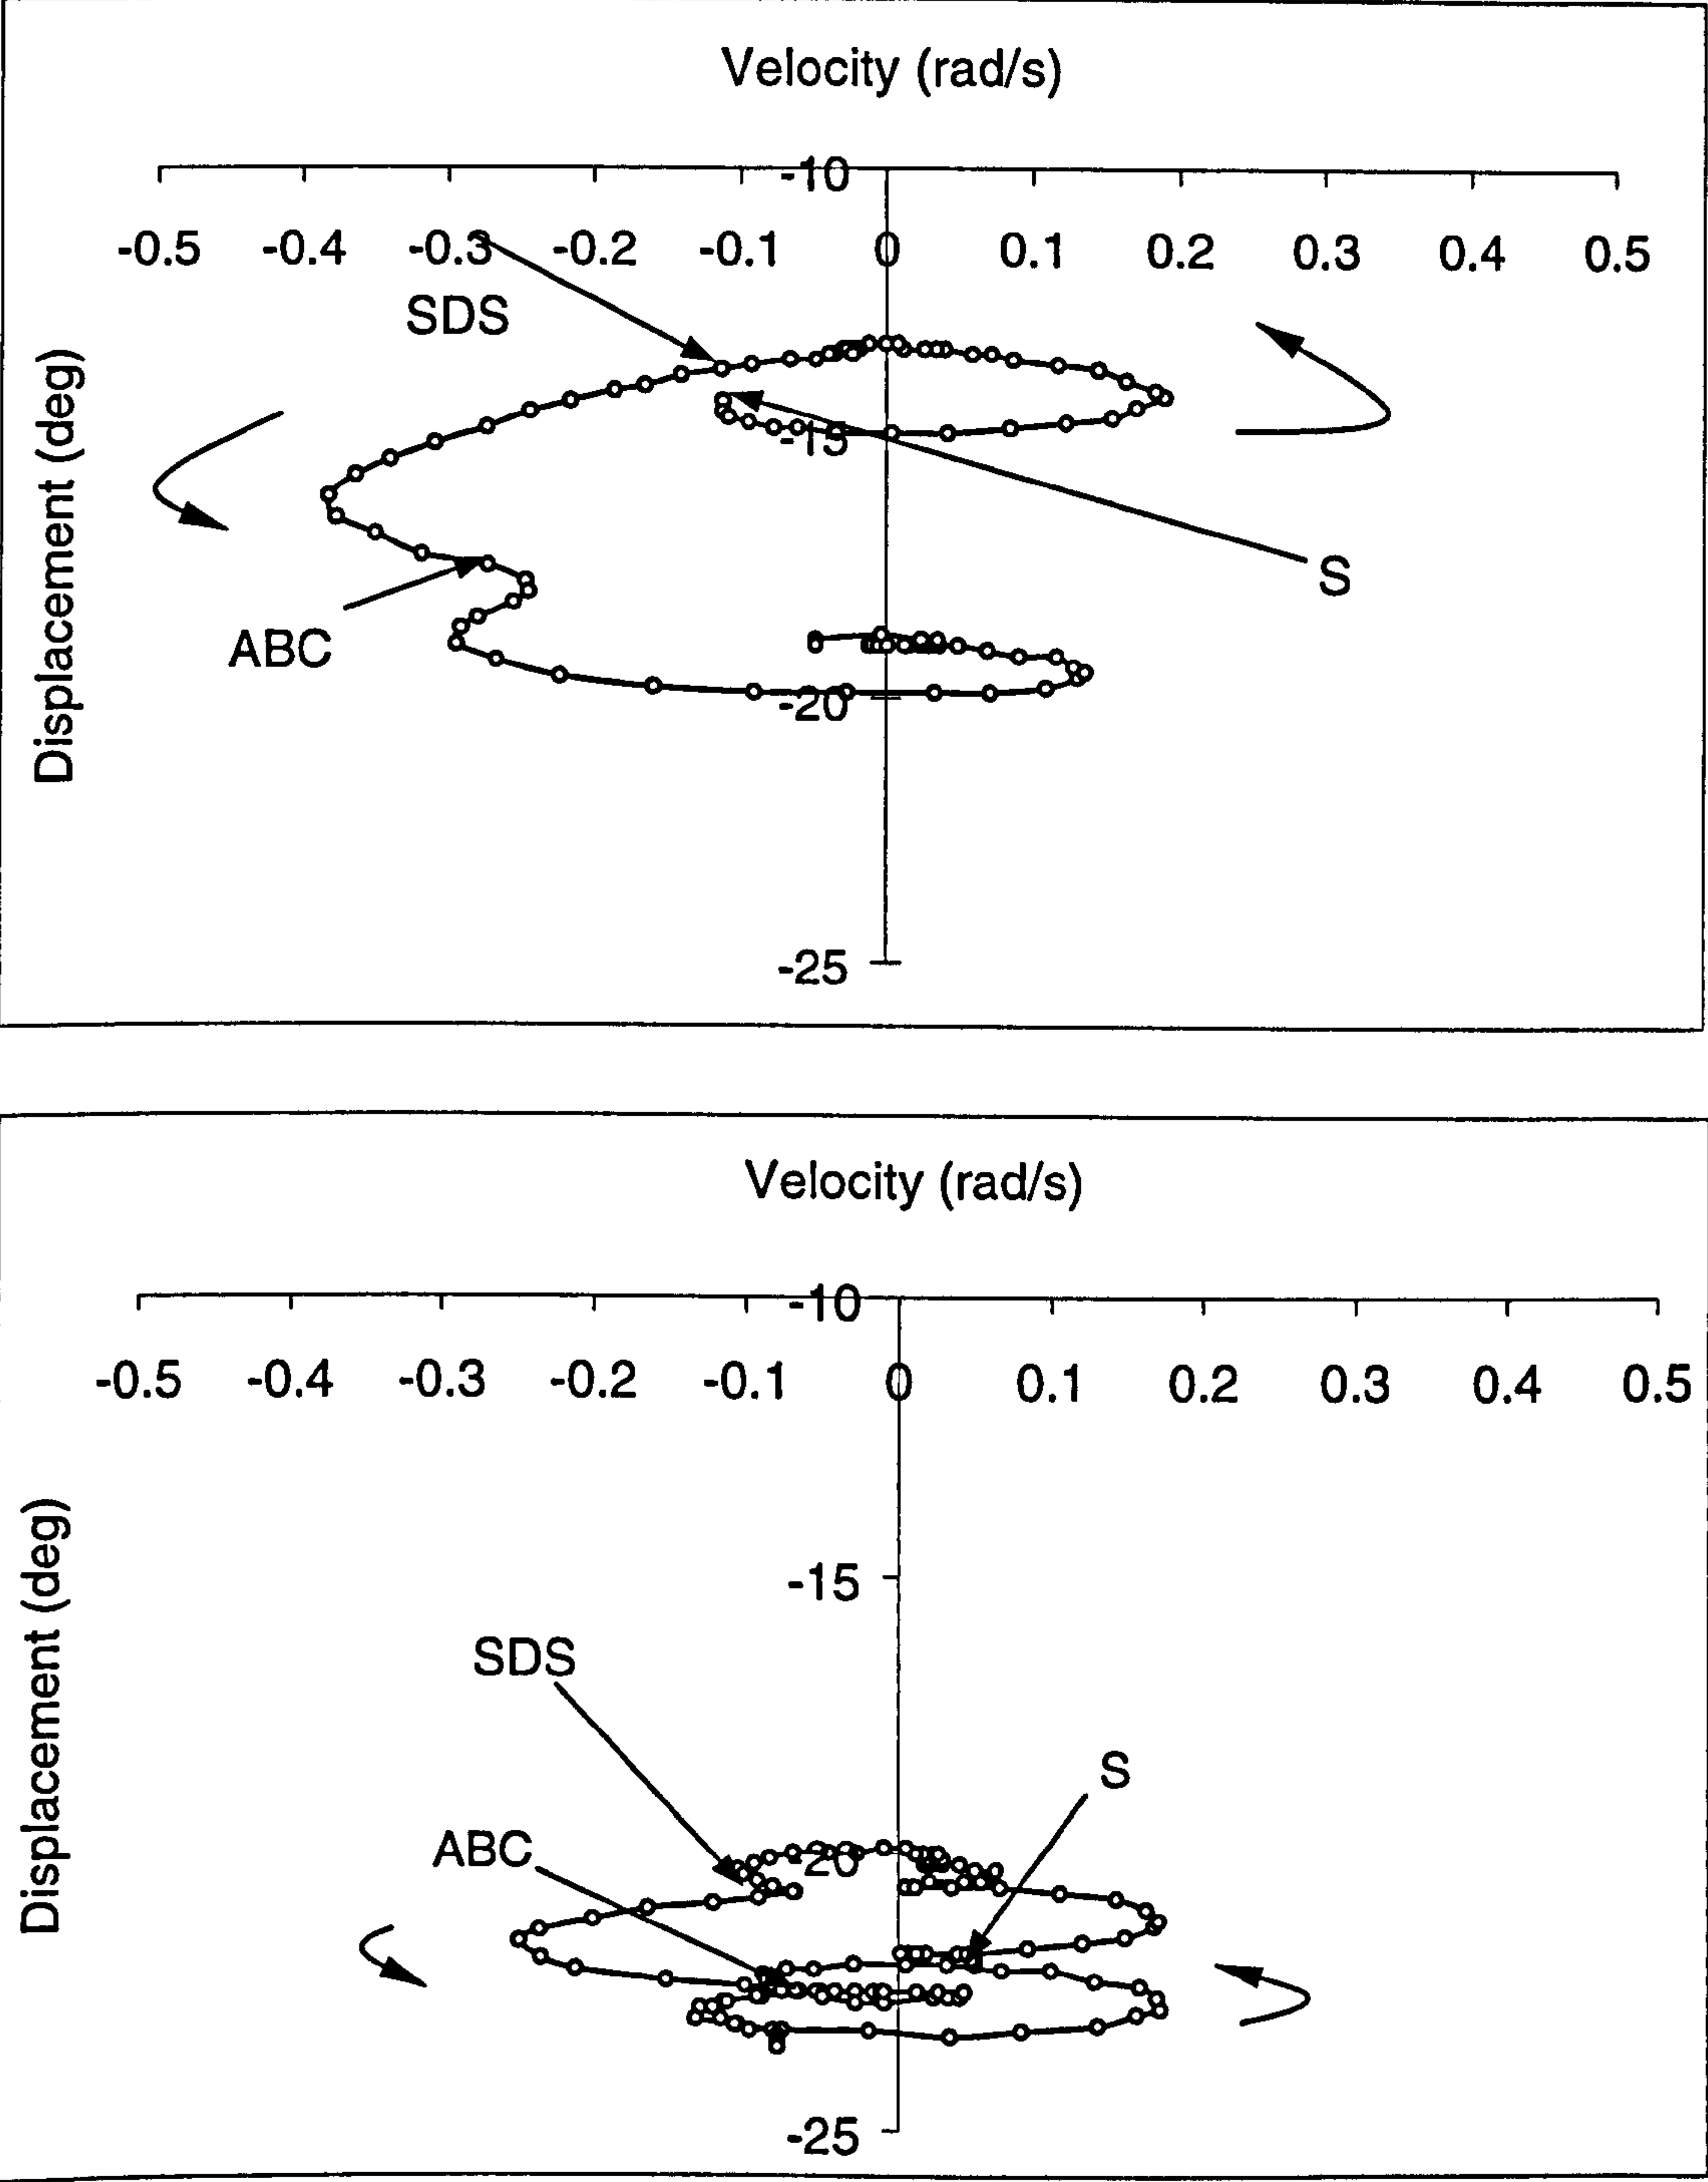 Velocity (rad/s)
-10
-0.5 -0.4 -0.3 -0.2 -0.1 0 0.1 0.2 0.3 0.4 0.5
SDS
Displacement (deg)
-15
S
ABC
-20
-25
Velocity (rad/s)
-10
-0.5 -0.4 -0.3 -0.2 -0.1 0 0.1 0.2 0.3 0.4 0.5
Displacement (deg)
-15
SDS
S
ABC
-20
-25